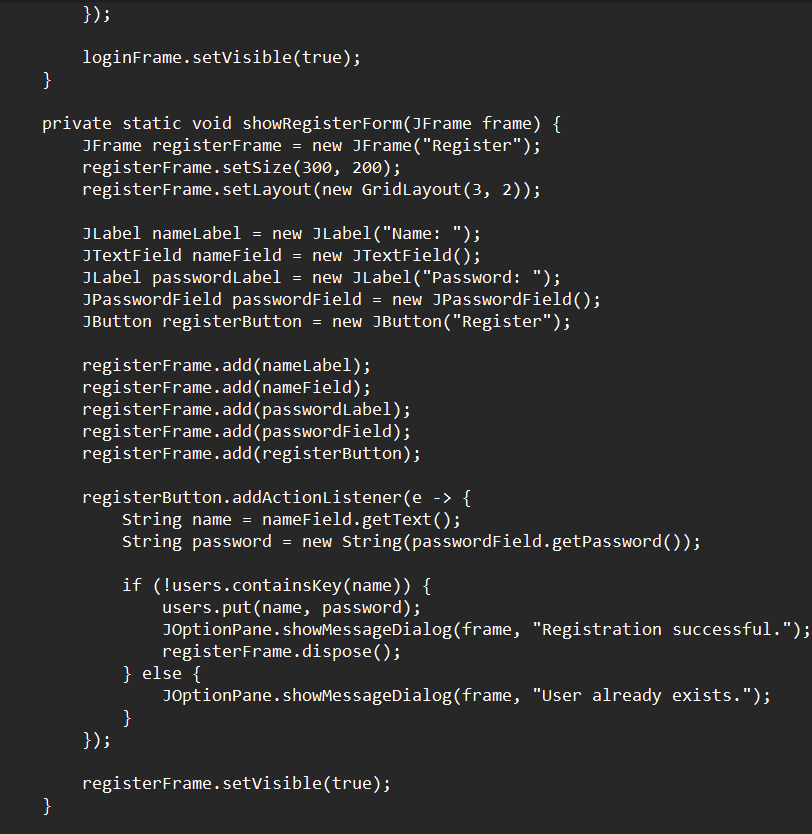 });

        loginFrame.setVisible(true);
    }

    private static void showRegisterForm(JFrame frame) {
        JFrame registerFrame = new JFrame("Register");
        registerFrame.setSize(300, 200);
        registerFrame.setLayout(new GridLayout(3, 2));

        JLabel nameLabel = new JLabel("Name: ");
        JTextField nameField = new JTextField();
        JLabel passwordLabel = new JLabel("Password: ");
        JPasswordField passwordField = new JPasswordField();
        JButton registerButton = new JButton("Register");

        registerFrame.add(nameLabel);
        registerFrame.add(nameField);
        registerFrame.add(passwordLabel);
        registerFrame.add(passwordField);
        registerFrame.add(registerButton);

        registerButton.addActionListener(e -> {
            String name = nameField.getText();
            String password = new String(passwordField.getPassword());

            if (!users.containsKey(name)) {
                users.put(name, password);
                JOptionPane.showMessageDialog(frame, "Registration successful.");
                registerFrame.dispose();
            } else {
                JOptionPane.showMessageDialog(frame, "User already exists.");
            }
        });

        registerFrame.setVisible(true);
    }